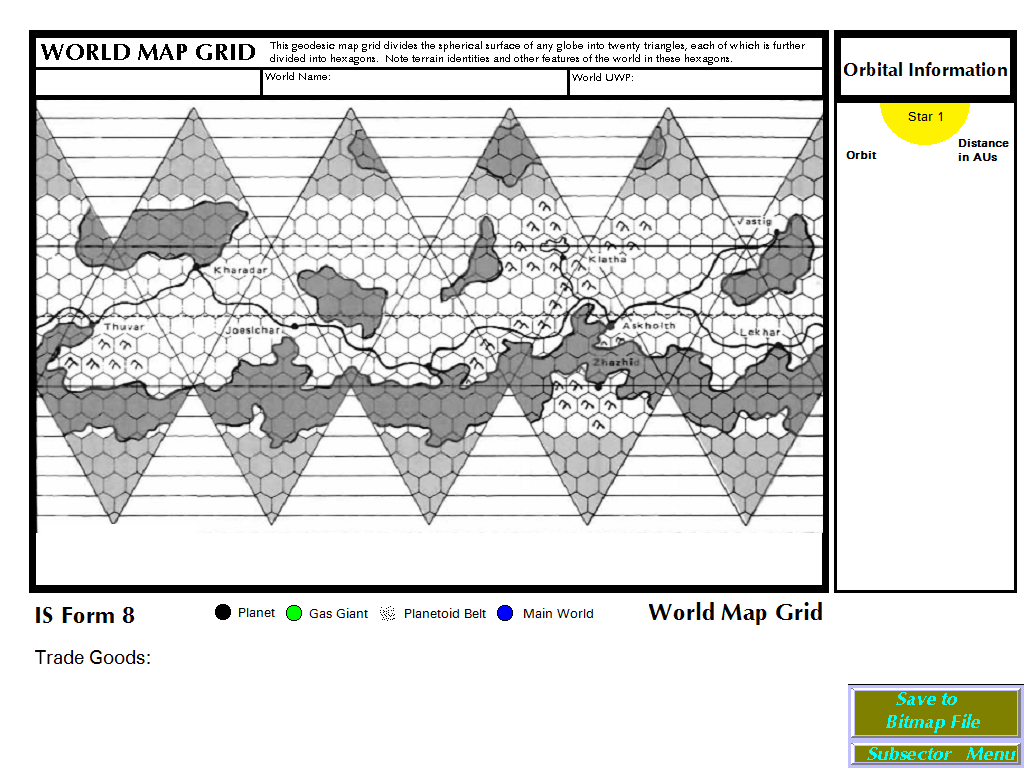 WORLD MAP GRID
This geodesic map grid divides the spherical surface of any globe into twenty triangles, each of which is further
divided into hexagons. Note terrain identities and other features of the world in these hexagons.
World Name:
World UWP:
Orbital Information
Star 1
Orbit
Distance
in AUs
Vastig
Klatha
Kharadar
Thuvar
Joesichar
Askhoith
Lekhar
Zhazhid
IS Form 8
Planet
Gas Giant
Planetoid Belt
Main World
World Map Grid
Trade Goods:
Save to
Bitmap File
Subsector Menu